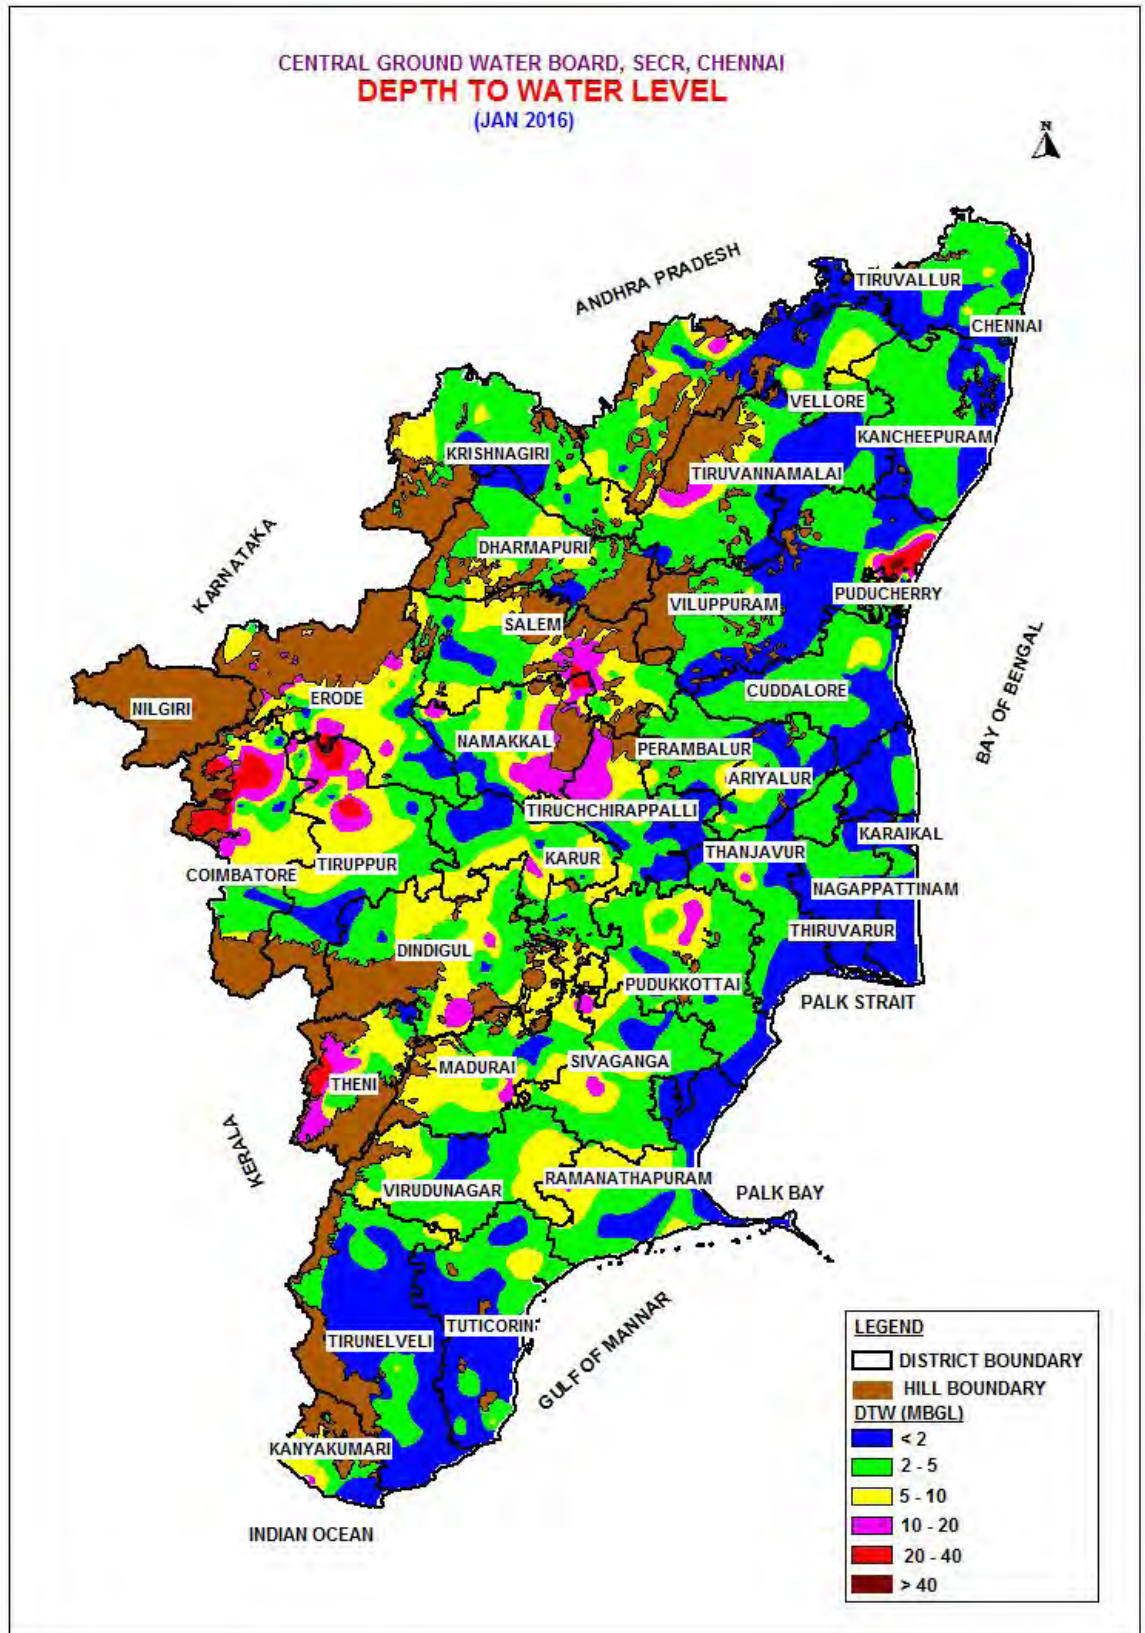 CENTRAL GROUND WATER BOARD, SECR, CHENNAI
DEPTH TO WATER LEVEL
(JAN 2016)
N
ANDHRA PRADESH
TIRUVALLUR
CHENNAI
VELLORE
KANCHEEPURAM
KRISHNAGIRI
TIRUVANNAMALAI
KARNATAKA
DHARMAPURI
PUDUCHERRY
VILUPPURAM
SALEM
BAY OF BENGAL
CUDDALORE
ERODE
NILGIRI
NAMAKKAL
PERAMBALUR
ARIYALUR
TIRUCHCHIRAPPALLI
KARAIKAL
THANJAVUR
KARUR
TIRUPPUR
COIMBATORE
NAGAPPATTINAM
THIRUVARUR
DINDIGUL
PUDUKKOTTAI
PALK STRAIT
SIVAGANGA
MADURAI
THENI
KERALA
RAMANATHAPURAM
VIRUDUNAGAR
PALK BAY
TUTICORIN
TIRUNELVELI
GULF OF MANNAR
KANYAKUMARI
INDIAN OCEAN
LEGEND
DISTRICT BOUNDARY
HILL BOUNDARY
DTW (MBGL)
< 2
2 - 5
5 - 10
10 - 20
20 - 40
> 40